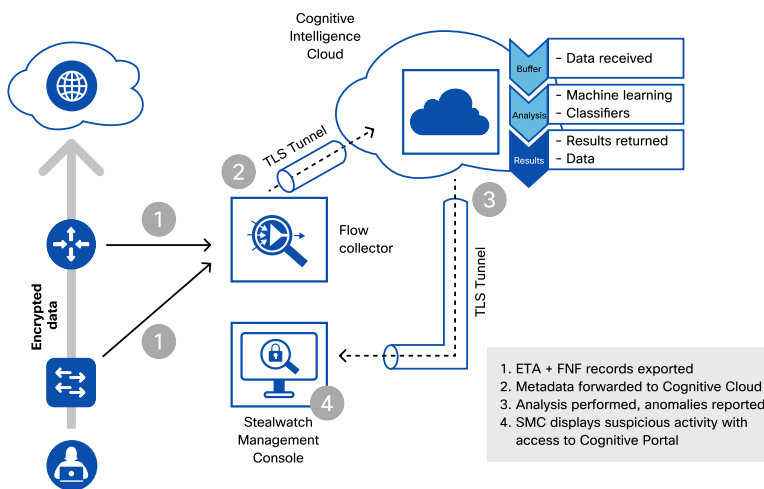 Cognitive
Intelligence
Cloud
Buffer
- Data received
Analysis
- Machine learning
- Classifiers
Results
- Results returned
- Data
TLS Tunnel
2
1
3
Flow
collector
Encrypted
data
TLS Tunnel
1
4
Stealwatch
Management
Console
1. ETA + FNF records exported
2. Metadata forwarded to Cognitive Cloud
3. Analysis performed, anomalies reported
4. SMC displays suspicious activity with
access to Cognitive Portal